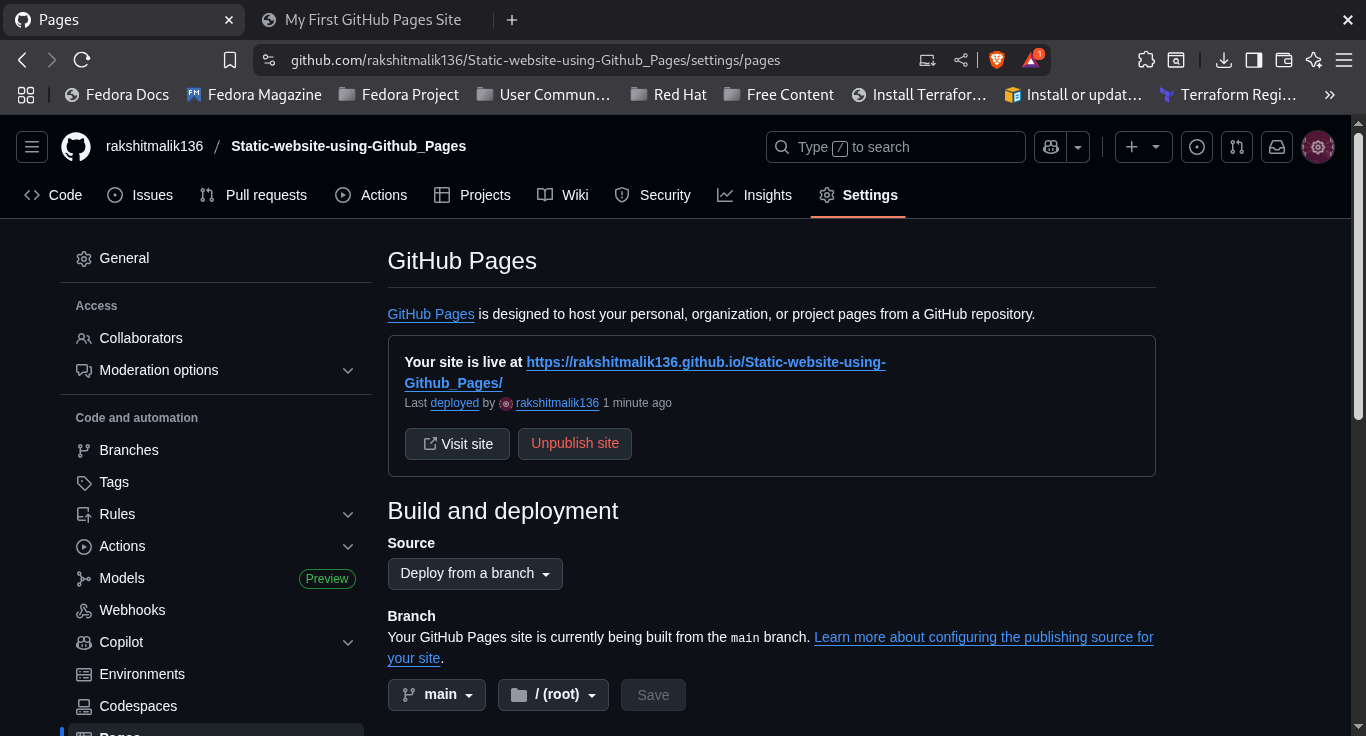 Pages
My First GitHub Pages Site
github.com/rakshitmalik136/Static-website-using-Github_Pages/settings/pages
1
Fedora Docs
FM Fedora Magazine
Fedora Project
User Commun...
Red Hat
Free Content
Install Terrafor...
Install or updat...
Terraform Regi...
rakshitmalik136 / Static-website-using-Github_Pages
Type / to search
Code
Issues
Pull requests
Actions
Projects
Wiki
Security
Insights
Settings
General
Access
Collaborators
Moderation options
Code and automation
Branches
Tags
Rules
Actions
Models Preview
Webhooks
Copilot
Environments
Codespaces
Pages
GitHub Pages
GitHub Pages is designed to host your personal, organization, or project pages from a GitHub repository.
Your site is live at https://rakshitmalik136.github.io/Static-website-using-
Github_Pages/
Last deployed by rakshitmalik136 1 minute ago
Visit site
Unpublish site
Build and deployment
Source
Deploy from a branch
Branch
Your GitHub Pages site is currently being built from the main branch. Learn more about configuring the publishing source for
your site.
main
/ (root)
Save